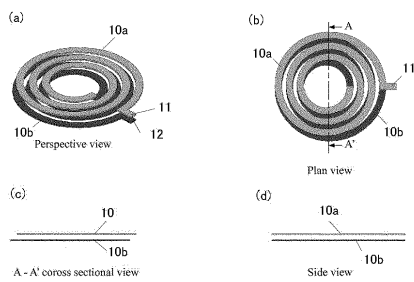 (a)
10a
11
12
10b
Perspective view
(b)
A
10a
11
10b
A'
Plan view
(c)
10
10b
A - A' coross sectional view
(d)
10a
10b
Side view